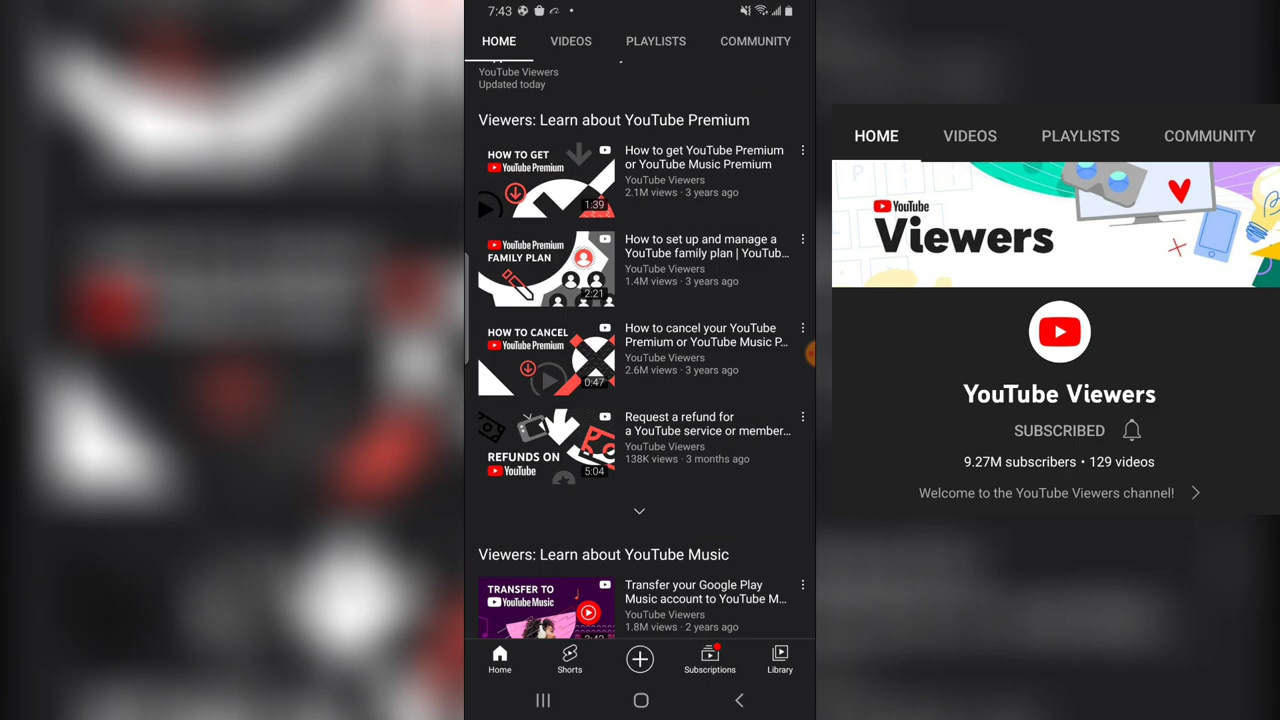 7:43
HOME VIDEOS PLAYLISTS COMMUNITY
YouTube Viewers
Updated today
Viewers: Learn about YouTube Premium
HOW TO GET
YouTube Premium
1:39
How to get YouTube Premium
or YouTube Music Premium
YouTube Viewers
2.1M views · 3 years ago
YouTube Premium
FAMILY PLAN
2:21
How to set up and manage a
YouTube family plan | YouTub...
YouTube Viewers
1.4M views · 3 years ago
HOW TO CANCEL
YouTube Premium
0:47
How to cancel your YouTube
Premium or YouTube Music P...
YouTube Viewers
2.6M views · 3 years ago
REFUNDS ON
YouTube
5:04
Request a refund for
a YouTube service or member...
YouTube Viewers
138K views · 3 months ago
Viewers: Learn about YouTube Music
TRANSFER TO
YouTube Music
Transfer your Google Play
Music account to YouTube M...
YouTube Viewers
1.8M views · 2 years ago
Home Shorts Subscriptions Library
HOME VIDEOS PLAYLISTS COMMUNITY
YouTube
Viewers
YouTube Viewers
SUBSCRIBED
9.27M subscribers • 129 videos
Welcome to the YouTube Viewers channel!